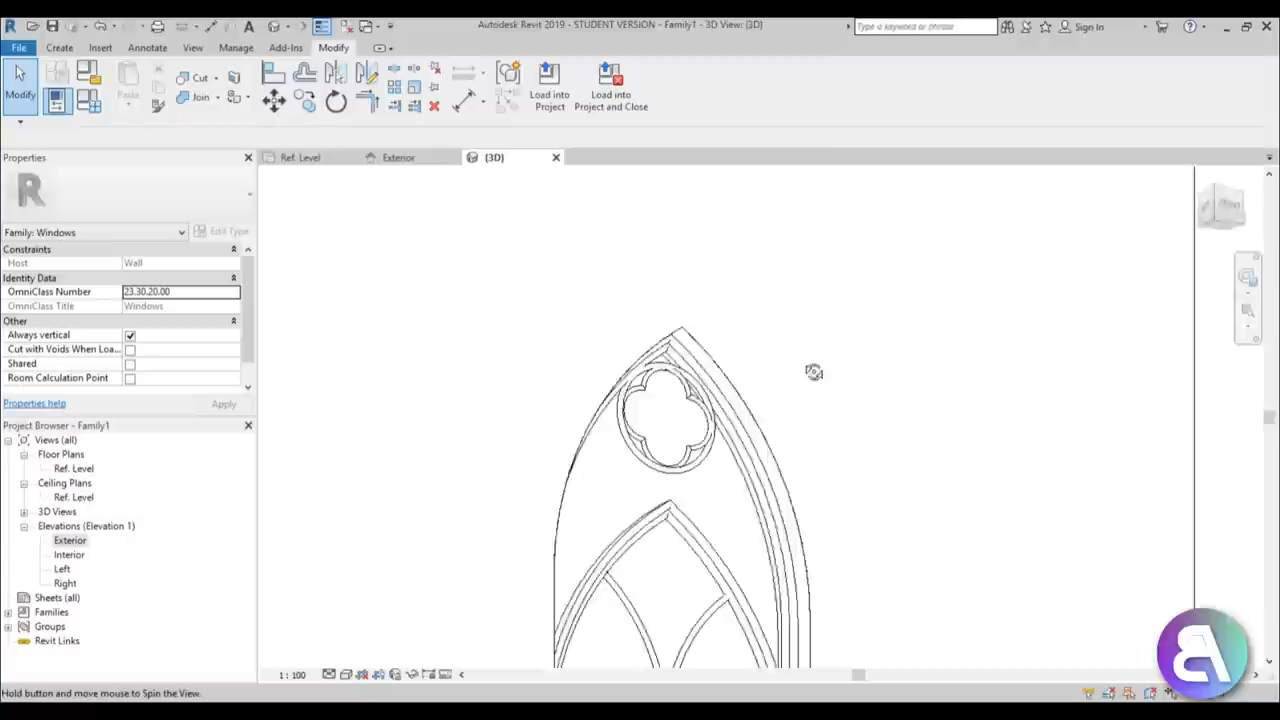 Autodesk Revit 2019 - STUDENT VERSION - Family1 - 3D View: {3D}
Type a keyword or phrase
Sign In
File
Create
Insert
Annotate
View
Manage
Add-Ins
Modify
Modify
Paste
Cut
Join
Load into
Project
Load into
Project and Close
Properties
Ref. Level
Exterior
{3D}
R
Family: Windows
Edit Type
Constraints
Host
Wall
Identity Data
OmniClass Number
23.30.20.00
OmniClass Title
Windows
Other
Always vertical
Cut with Voids When Loa...
Shared
Room Calculation Point
Properties help
Apply
Project Browser - Family1
Views (all)
Floor Plans
Ref. Level
Ceiling Plans
Ref. Level
3D Views
Elevations (Elevation 1)
Exterior
Interior
Left
Right
Sheets (all)
Families
Groups
Revit Links
1 : 100
Hold button and move mouse to Spin the View.